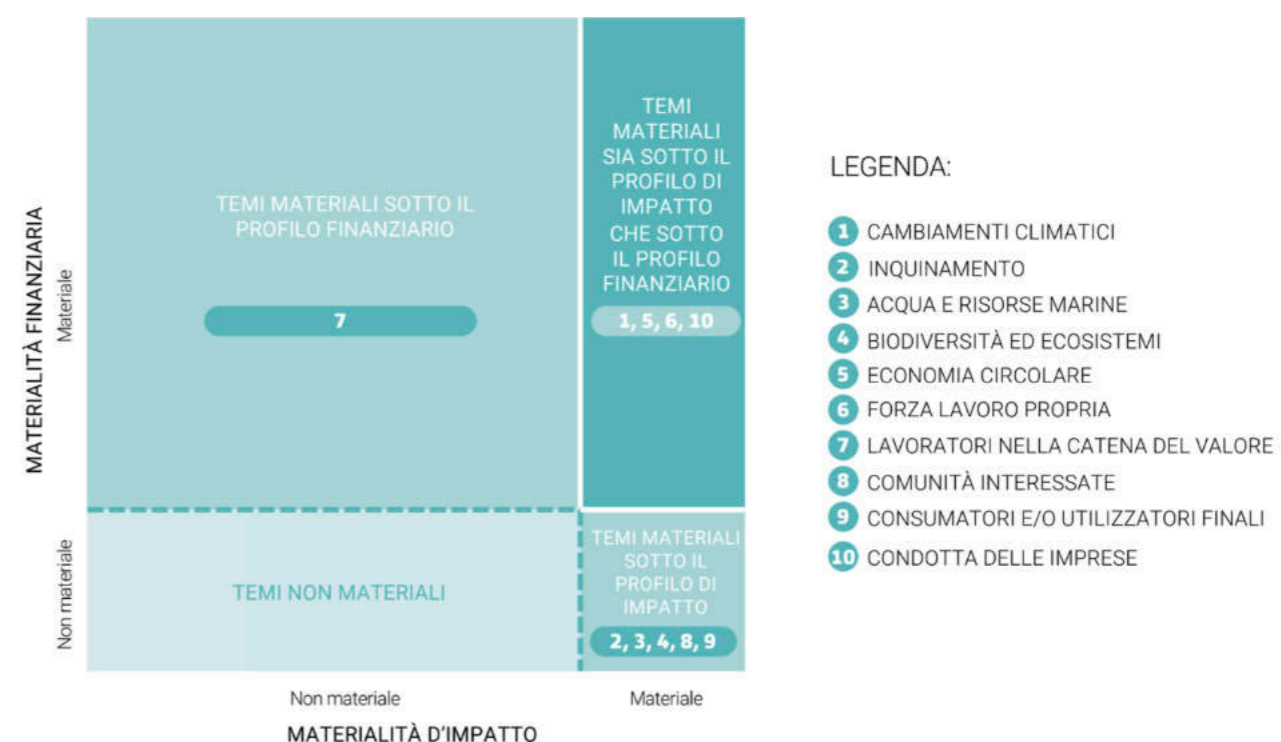 MATERIALITÀ FINANZIARIA
Materiale
Non materiale
TEMI MATERIALI SOTTO IL
PROFILO FINANZIARIO
7
TEMI
MATERIALI
SIA SOTTO IL
PROFILO DI
IMPATTO
CHE SOTTO
IL PROFILO
FINANZIARIO
1, 5, 6, 10
TEMI NON MATERIALI
TEMI MATERIALI
SOTTO IL
PROFILO DI
IMPATTO
2, 3, 4, 8, 9
Non materiale
Materiale
MATERIALITÀ D'IMPATTO
LEGENDA:
1 CAMBIAMENTI CLIMATICI
2 INQUINAMENTO
3 ACQUA E RISORSE MARINE
4 BIODIVERSITÀ ED ECOSISTEMI
5 ECONOMIA CIRCOLARE
6 FORZA LAVORO PROPRIA
7 LAVORATORI NELLA CATENA DEL VALORE
8 COMUNITÀ INTERESSATE
9 CONSUMATORI E/O UTILIZZATORI FINALI
10 CONDOTTA DELLE IMPRESE